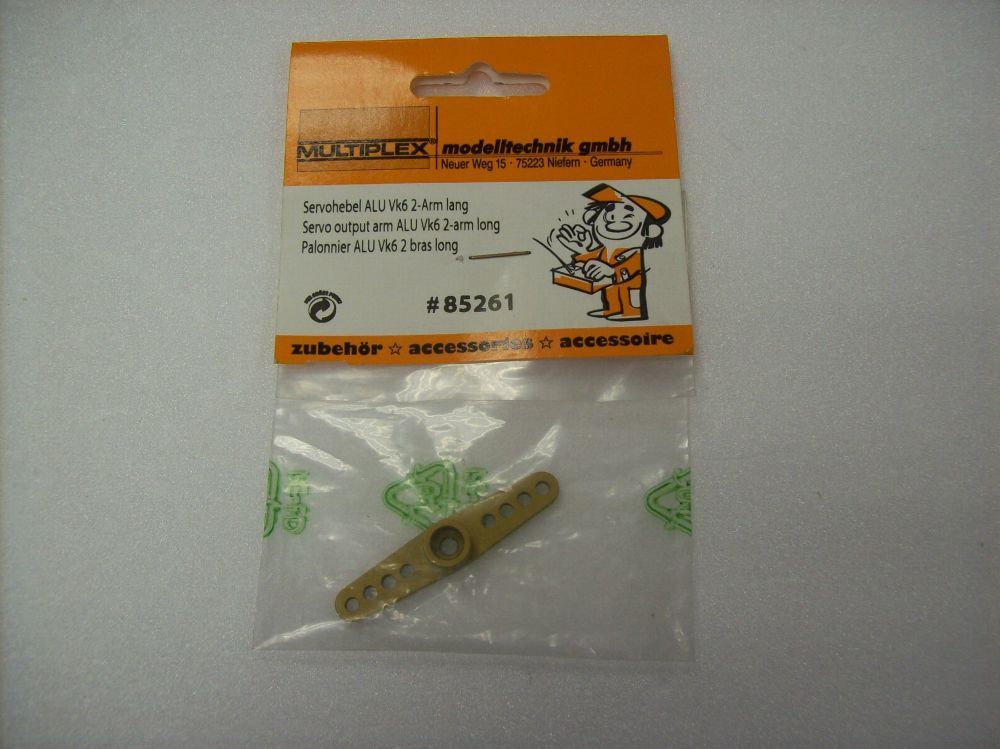 MULTIPLEX
modelltechnik gmbh
Neuer Weg 15 · 75223 Niefern · Germany
Servohebel ALU Vk6 2-Arm lang
Servo output arm ALU Vk6 2-arm long
Palonnier ALU Vk6 2 bras long
#85261
zubehör ☆ accessories ☆ accessoire